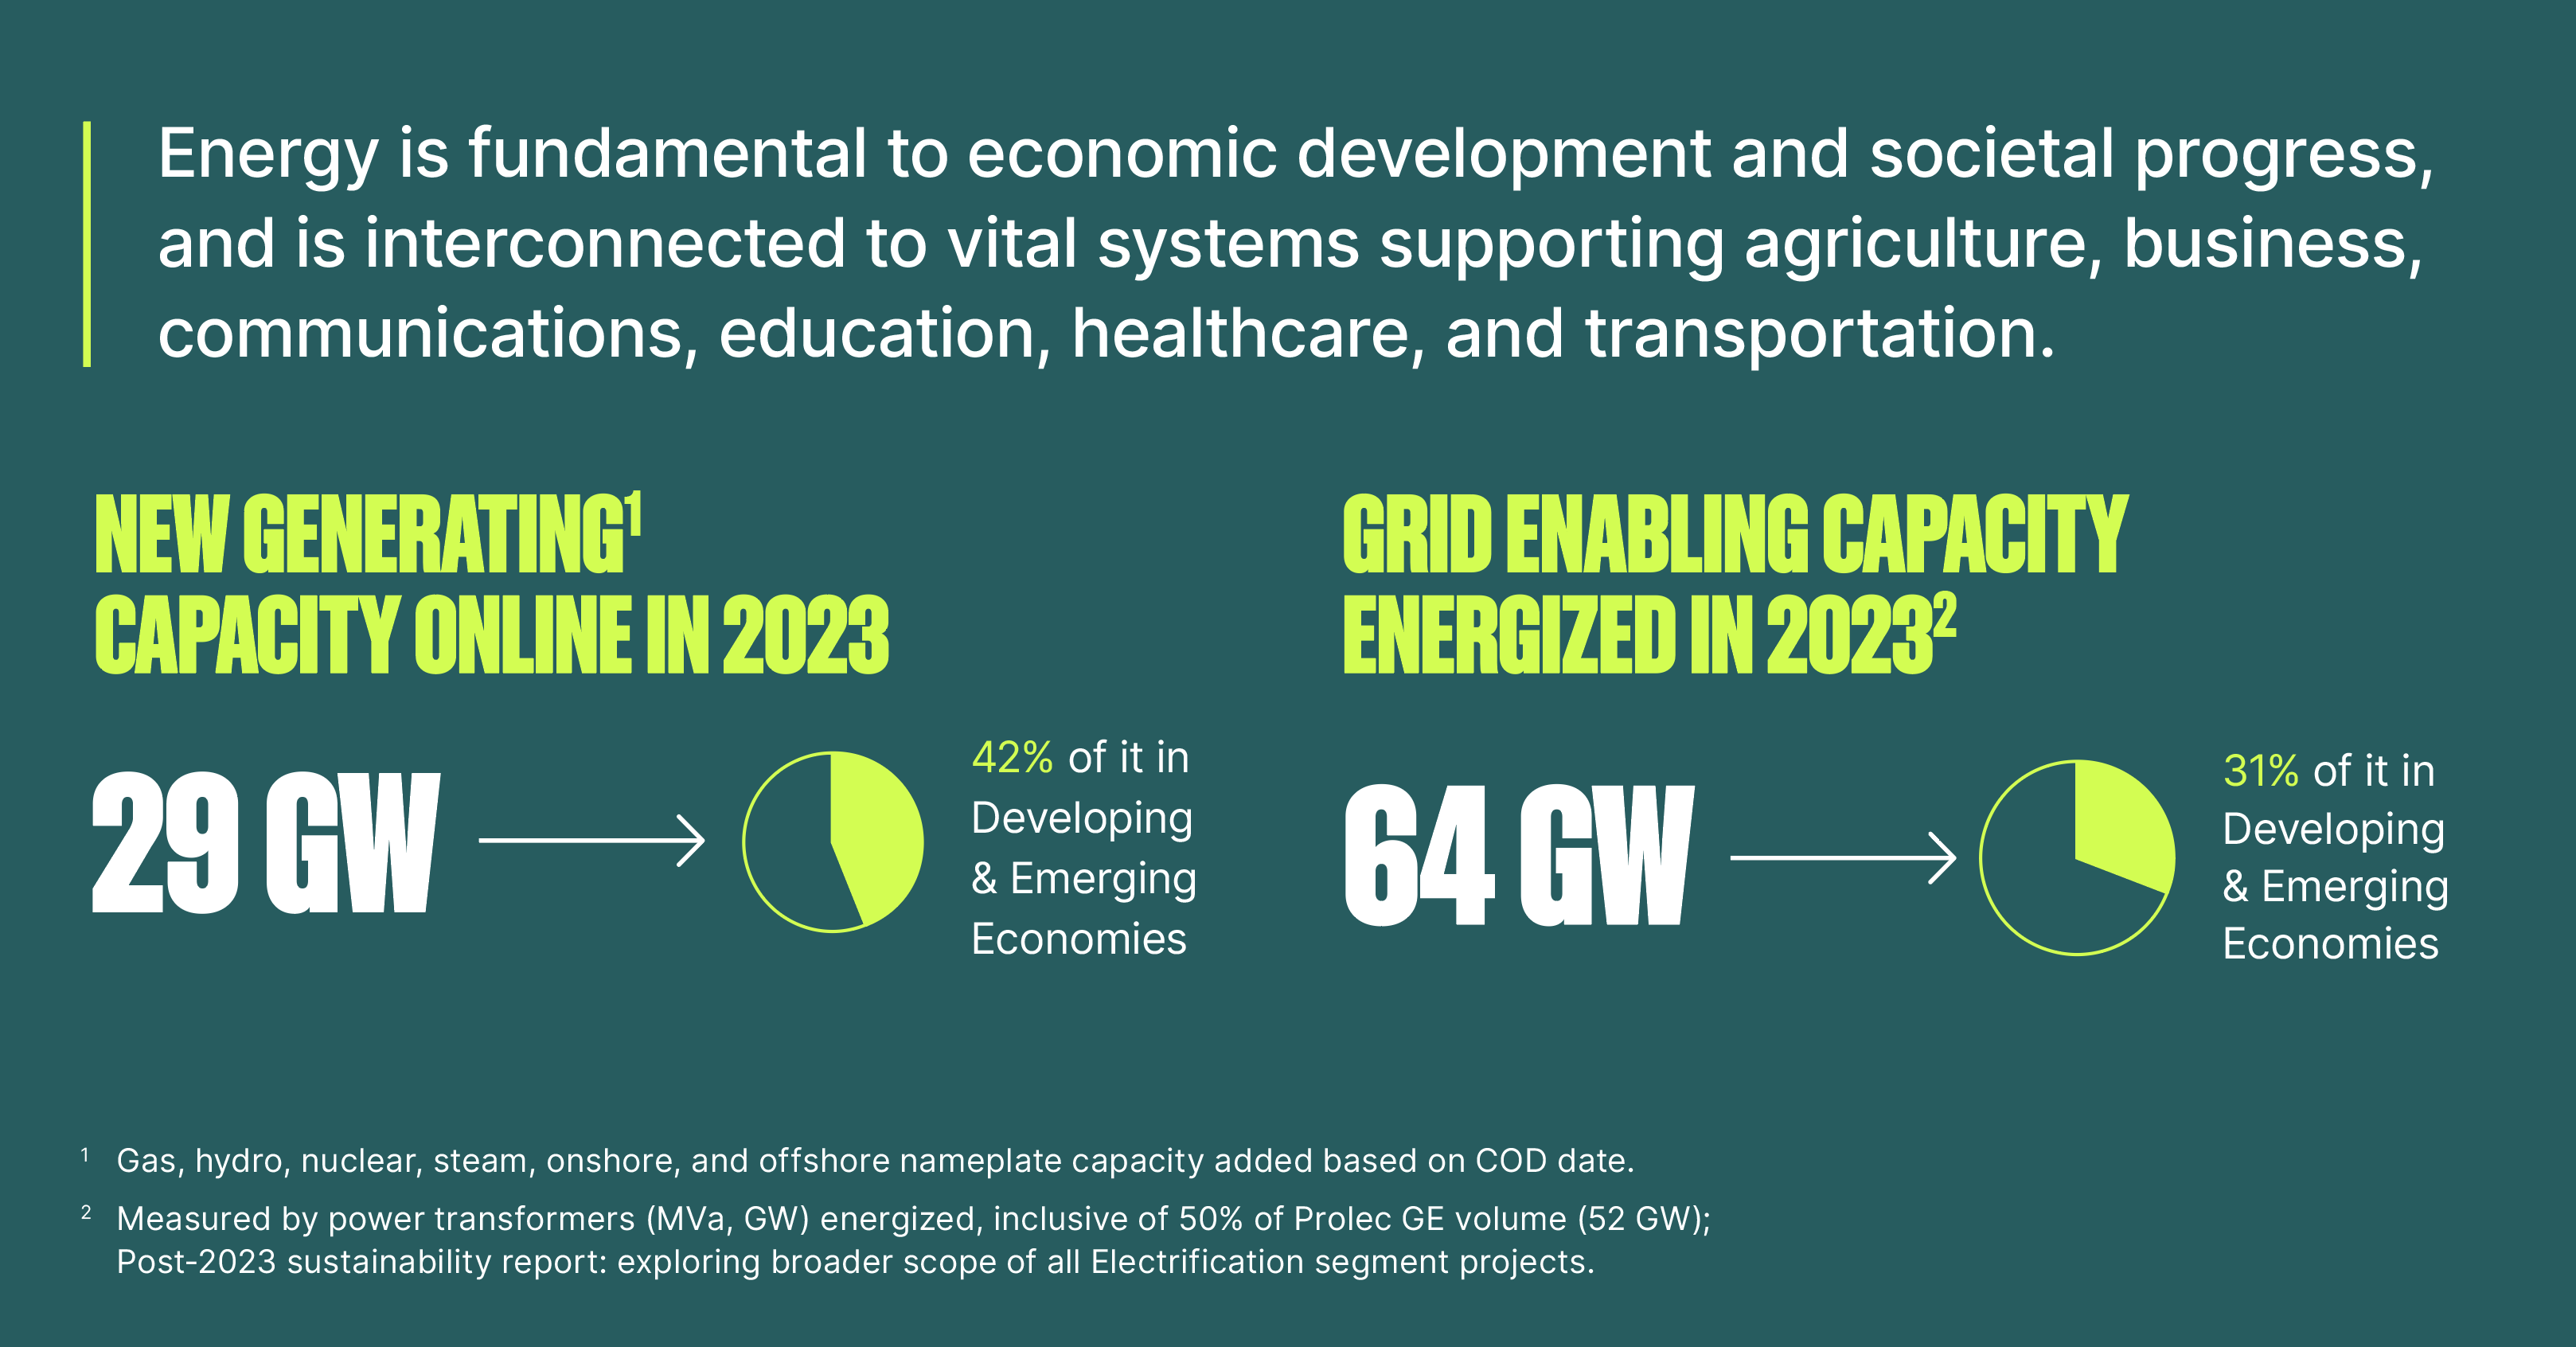 Energy is fundamental to economic development and societal progress,
and is interconnected to vital systems supporting agriculture, business,
communications, education, healthcare, and transportation.
NEW GENERATING¹
CAPACITY ONLINE IN 2023
29 GW
42% of it in
Developing
& Emerging
Economies
GRID ENABLING CAPACITY
ENERGIZED IN 2023²
64 GW
31% of it in
Developing
& Emerging
Economies
¹ Gas, hydro, nuclear, steam, onshore, and offshore nameplate capacity added based on COD date.
² Measured by power transformers (MVa, GW) energized, inclusive of 50% of Prolec GE volume (52 GW);
Post-2023 sustainability report: exploring broader scope of all Electrification segment projects.